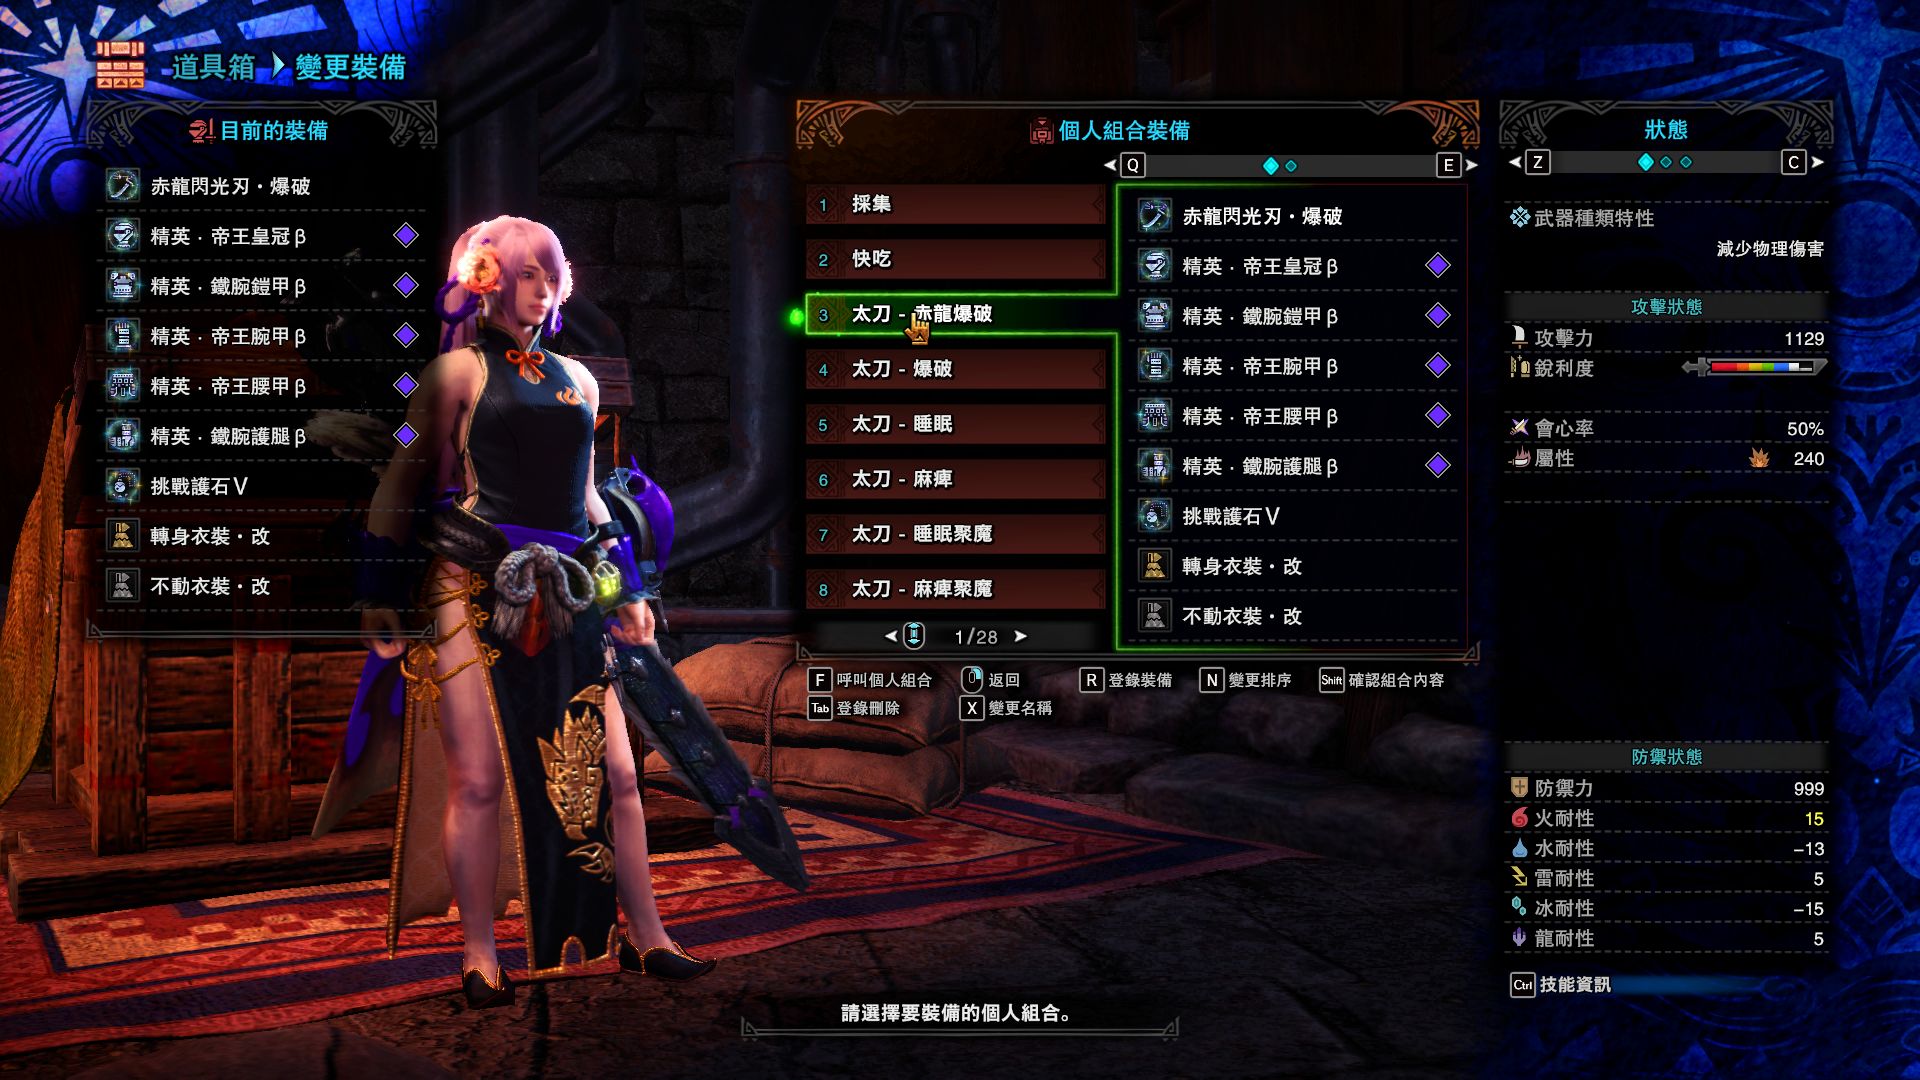 道具箱 變更裝備
目前的裝備
赤龍閃光刃・爆破
精英．帝王皇冠β
精英．鐵腕鎧甲β
精英．帝王腕甲β
精英．帝王腰甲β
精英．鐵腕護腿β
挑戰護石Ⅴ
轉身衣裝・改
不動衣裝・改
個人組合裝備
Q
E
1 採集
2 快吃
3 太刀 - 赤龍爆破
4 太刀 - 爆破
5 太刀 - 睡眠
6 太刀 - 麻痺
7 太刀 - 睡眠聚魔
8 太刀 - 麻痺聚魔
1/28
赤龍閃光刃・爆破
精英．帝王皇冠β
精英．鐵腕鎧甲β
精英．帝王腕甲β
精英．帝王腰甲β
精英．鐵腕護腿β
挑戰護石Ⅴ
轉身衣裝・改
不動衣裝・改
F 呼叫個人組合 返回 R 登錄裝備 N 變更排序 Shift 確認組合內容
Tab 登錄刪除 X 變更名稱
狀態
Z
C
武器種類特性
減少物理傷害
攻擊狀態
攻擊力 1129
銳利度
會心率 50%
屬性 240
防禦狀態
防禦力 999
火耐性 15
水耐性 -13
雷耐性 5
冰耐性 -15
龍耐性 5
Ctrl 技能資訊
請選擇要裝備的個人組合。